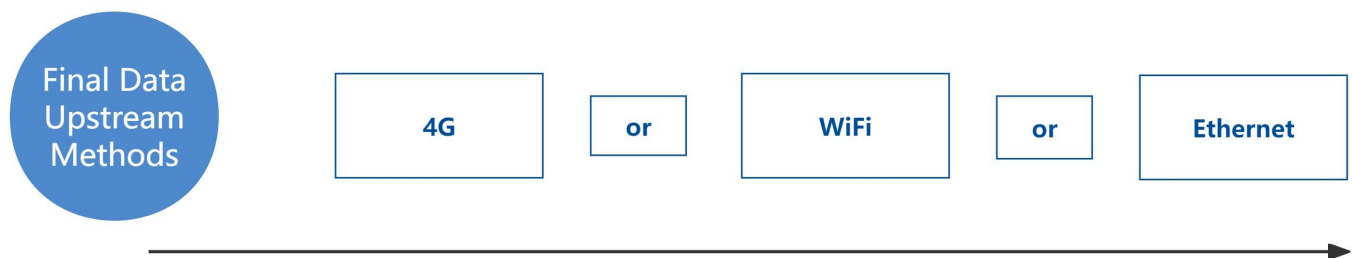 Final Data
Upstream
Methods
4G
or
WiFi
or
Ethernet